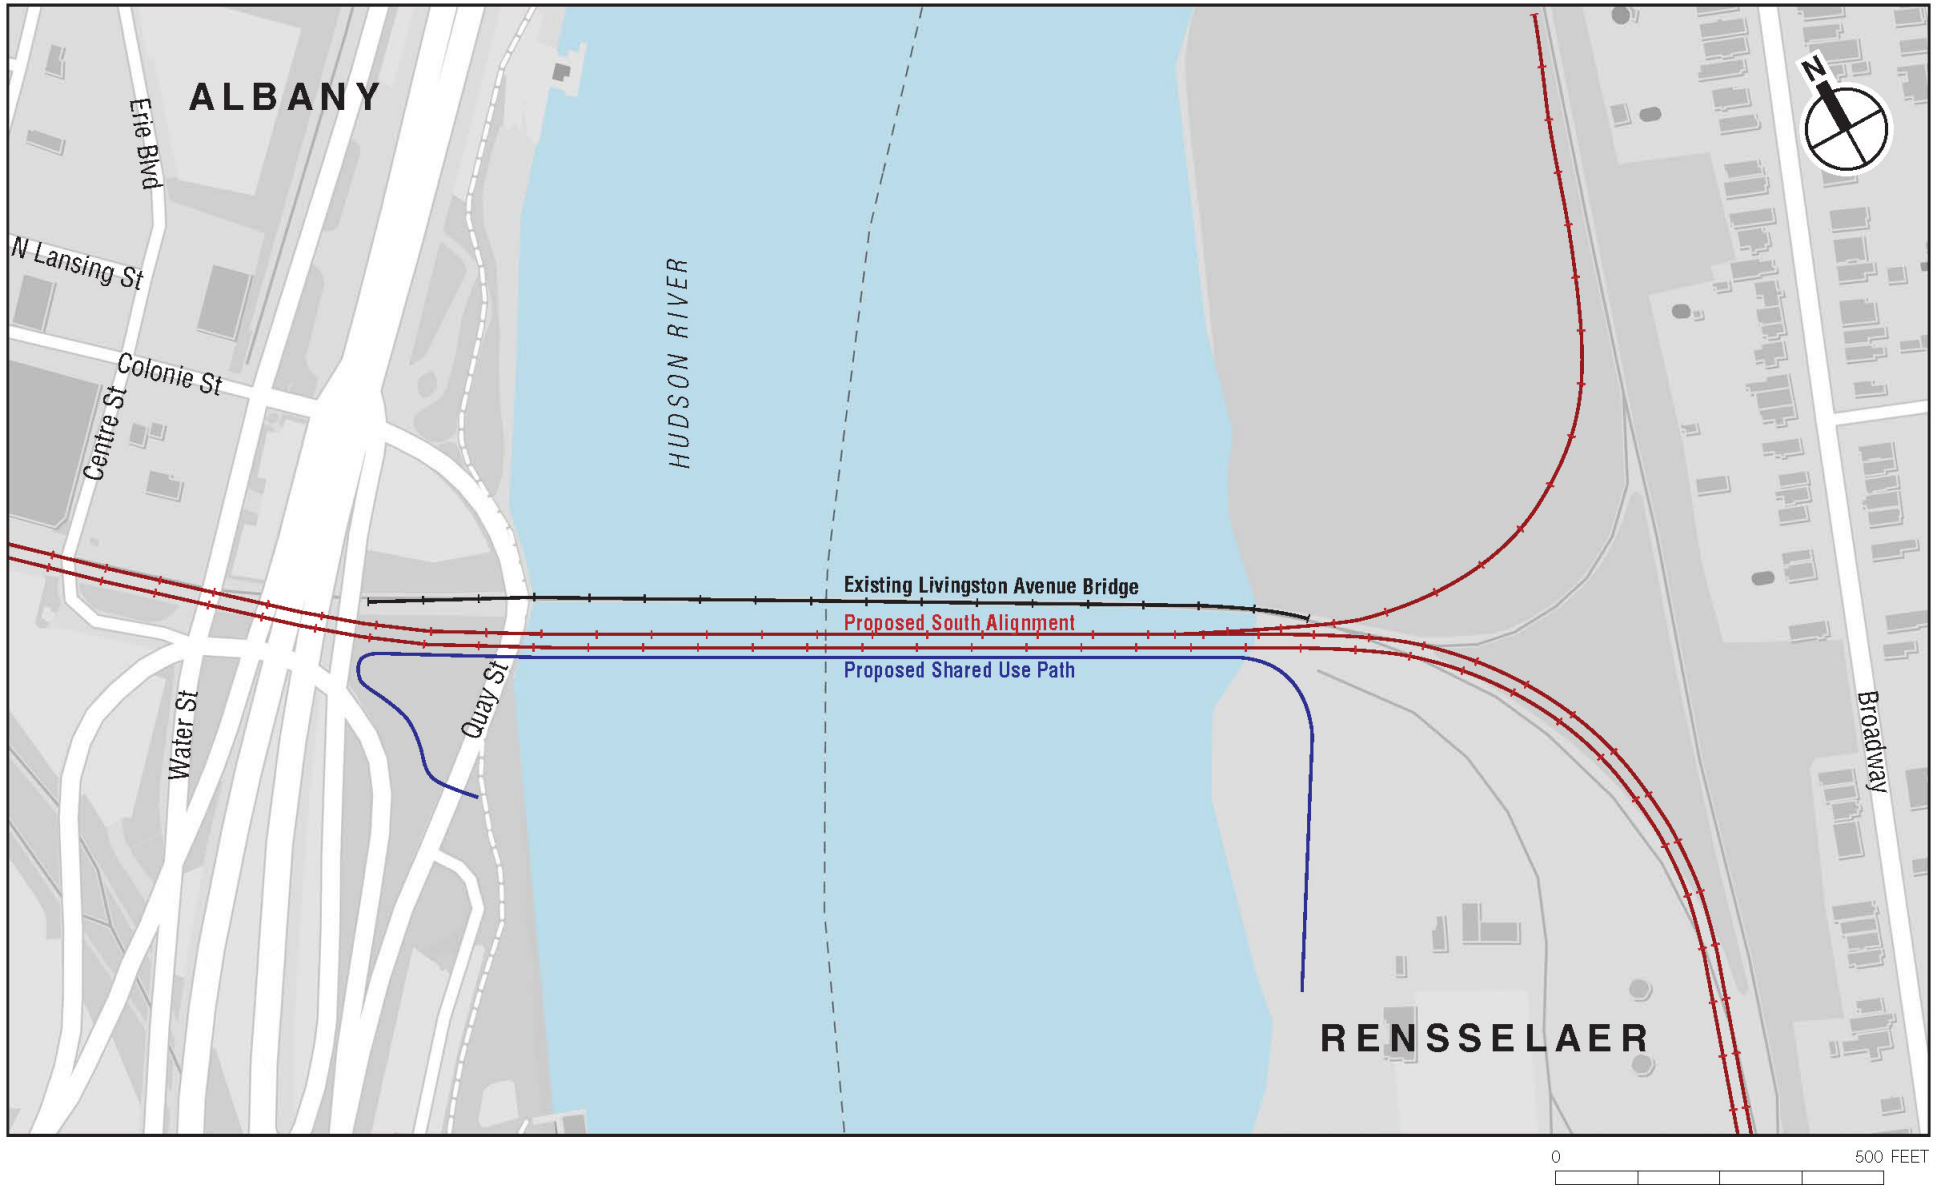 ALBANY
N
Erie Blvd
N Lansing St
HUDSON RIVER
Colonie St
Centre St
Existing Livingston Avenue Bridge
Proposed South Alignment
Proposed Shared Use Path
Quay St
Water St
Broadway
RENSSELAER
0 500 FEET